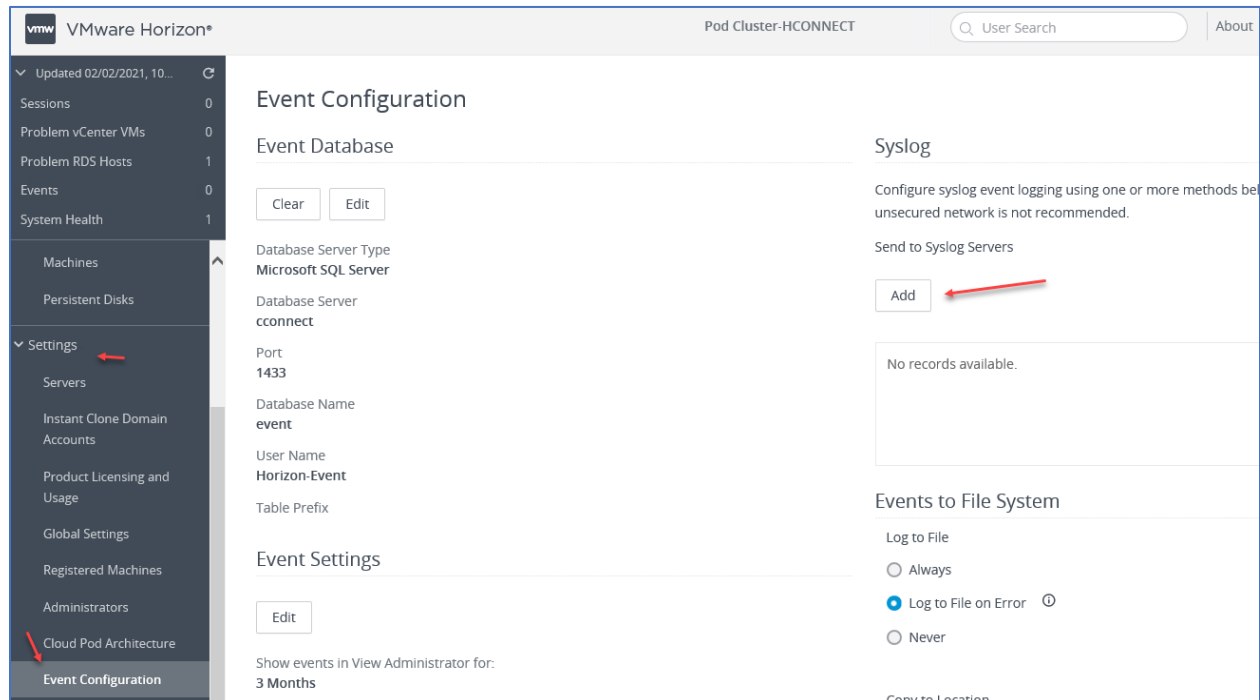 vmw VMware Horizon®
Pod Cluster-HCONNECT
User Search
About
Updated 02/02/2021, 10...
Sessions 0
Problem vCenter VMs 0
Problem RDS Hosts 1
Events 0
System Health 1
Machines
Persistent Disks
Settings
Servers
Instant Clone Domain
Accounts
Product Licensing and
Usage
Global Settings
Registered Machines
Administrators
Cloud Pod Architecture
Event Configuration
Event Configuration
Event Database
Clear Edit
Database Server Type
Microsoft SQL Server
Database Server
cconnect
Port
1433
Database Name
event
User Name
Horizon-Event
Table Prefix
Event Settings
Edit
Show events in View Administrator for:
3 Months
Syslog
Configure syslog event logging using one or more methods bel
unsecured network is not recommended.
Send to Syslog Servers
Add
No records available.
Events to File System
Log to File
Always
Log to File on Error
Never
Copy to Location